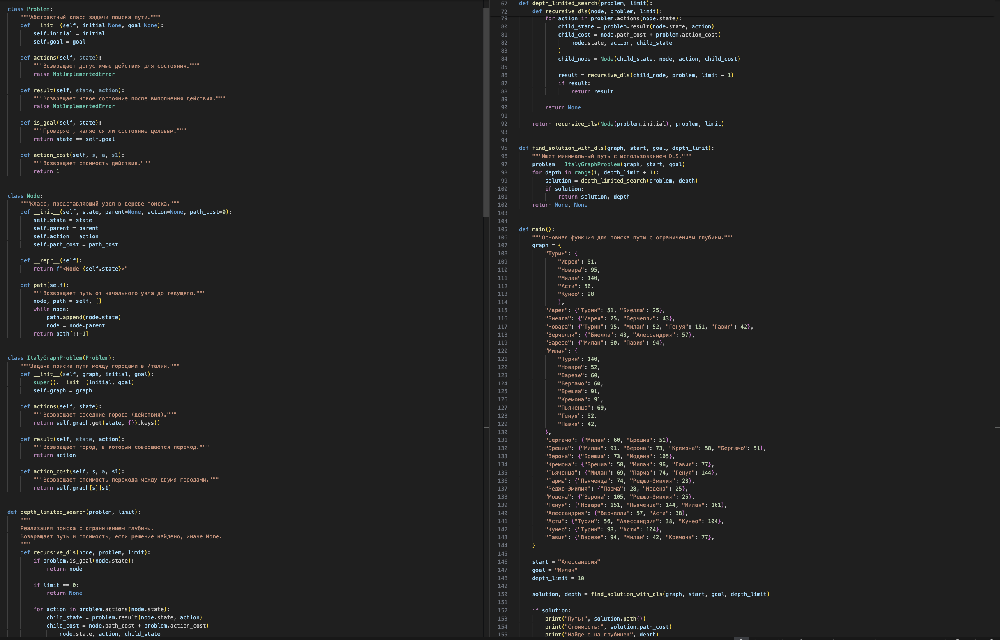 class Problem:
"""Абстрактный класс задачи поиска пути."""
def __init__(self, initial=None, goal=None):
self.initial = initial
self.goal = goal
def actions(self, state):
"""Возвращает допустимые действия для состояния."""
raise NotImplementedError
def result(self, state, action):
"""Возвращает новое состояние после выполнения действия."""
raise NotImplementedError
def is_goal(self, state):
"""Проверяет, является ли состояние целевым."""
return state == self.goal
def action_cost(self, s, a, s1):
"""Возвращает стоимость действия."""
return 1
class Node:
"""Класс, представляющий узел в дереве поиска."""
def __init__(self, state, parent=None, action=None, path_cost=0):
self.state = state
self.parent = parent
self.action = action
self.path_cost = path_cost
def __repr__(self):
return f"<Node {self.state}>"
def path(self):
"""Возвращает путь от начального узла до текущего."""
node, path = self, []
while node:
path.append(node.state)
node = node.parent
return path[::-1]
class ItalyGraphProblem(Problem):
"""Задача поиска пути между городами в Италии."""
def __init__(self, graph, initial, goal):
super().__init__(initial, goal)
self.graph = graph
def actions(self, state):
"""Возвращает соседние города (действия)."""
return self.graph.get(state, {}).keys()
def result(self, state, action):
"""Возвращает город, в который совершается переход."""
return action
def action_cost(self, s, a, s1):
"""Возвращает стоимость перехода между двумя городами."""
return self.graph[s][s1]
def depth_limited_search(problem, limit):
"""
Реализация поиска с ограничением глубины.
Возвращает путь и стоимость, если решение найдено, иначе None.
"""
def recursive_dls(node, problem, limit):
if problem.is_goal(node.state):
return node
if limit == 0:
return None
for action in problem.actions(node.state):
child_state = problem.result(node.state, action)
child_cost = node.path_cost + problem.action_cost(
node.state, action, child_state
67 def depth_limited_search(problem, limit):
72 def recursive_dls(node, problem, limit):
79 for action in problem.actions(node.state):
80 child_state = problem.result(node.state, action)
81 child_cost = node.path_cost + problem.action_cost(
82 node.state, action, child_state
83 )
84 child_node = Node(child_state, node, action, child_cost)
85
86 result = recursive_dls(child_node, problem, limit - 1)
87 if result:
88 return result
89
90 return None
91
92 return recursive_dls(Node(problem.initial), problem, limit)
93
94
95 def find_solution_with_dls(graph, start, goal, depth_limit):
96 """Ищет минимальный путь с использованием DLS."""
97 problem = ItalyGraphProblem(graph, start, goal)
98 for depth in range(1, depth_limit + 1):
99 solution = depth_limited_search(problem, depth)
100 if solution:
101 return solution, depth
102 return None, None
103
104
105 def main():
106 """Основная функция для поиска пути с ограничением глубины."""
107 graph = {
108 "Турин": {
109 "Иврея": 51,
110 "Новара": 95,
111 "Милан": 140,
112 "Асти": 56,
113 "Кунео": 98
114 },
115 "Иврея": {"Турин": 51, "Биелла": 25},
116 "Биелла": {"Иврея": 25, "Верчелли": 43},
117 "Новара": {"Турин": 95, "Милан": 52, "Генуя": 151, "Павия": 42},
118 "Верчелли": {"Биелла": 43, "Алессандрия": 57},
119 "Варезе": {"Милан": 60, "Павия": 94},
120 "Милан": {
121 "Турин": 140,
122 "Новара": 52,
123 "Варезе": 60,
124 "Бергамо": 60,
125 "Брешиа": 91,
126 "Кремона": 91,
127 "Пьяченца": 69,
128 "Генуя": 52,
129 "Павия": 42,
130 },
131 "Бергамо": {"Милан": 60, "Брешиа": 51},
132 "Брешиа": {"Милан": 91, "Верона": 73, "Кремона": 58, "Бергамо": 51},
133 "Верона": {"Брешиа": 73, "Модена": 105},
134 "Кремона": {"Брешиа": 58, "Милан": 96, "Павия": 77},
135 "Пьяченца": {"Милан": 69, "Парма": 74, "Генуя": 144},
136 "Парма": {"Пьяченца": 74, "Реджо-Эмилия": 28},
137 "Реджо-Эмилия": {"Парма": 28, "Модена": 25},
138 "Модена": {"Верона": 105, "Реджо-Эмилия": 25},
139 "Генуя": {"Новара": 151, "Пьяченца": 144, "Милан": 161},
140 "Алессандрия": {"Верчелли": 57, "Асти": 38},
141 "Асти": {"Турин": 56, "Алессандрия": 38, "Кунео": 104},
142 "Кунео": {"Турин": 98, "Асти": 104},
143 "Павия": {"Варезе": 94, "Милан": 42, "Кремона": 77},
144 }
145
146 start = "Алессандрия"
147 goal = "Милан"
148 depth_limit = 10
149
150 solution, depth = find_solution_with_dls(graph, start, goal, depth_limit)
151
152 if solution:
153 print("Путь:", solution.path())
154 print("Стоимость:", solution.path_cost)
155 print("Найдено на глубине:", depth)